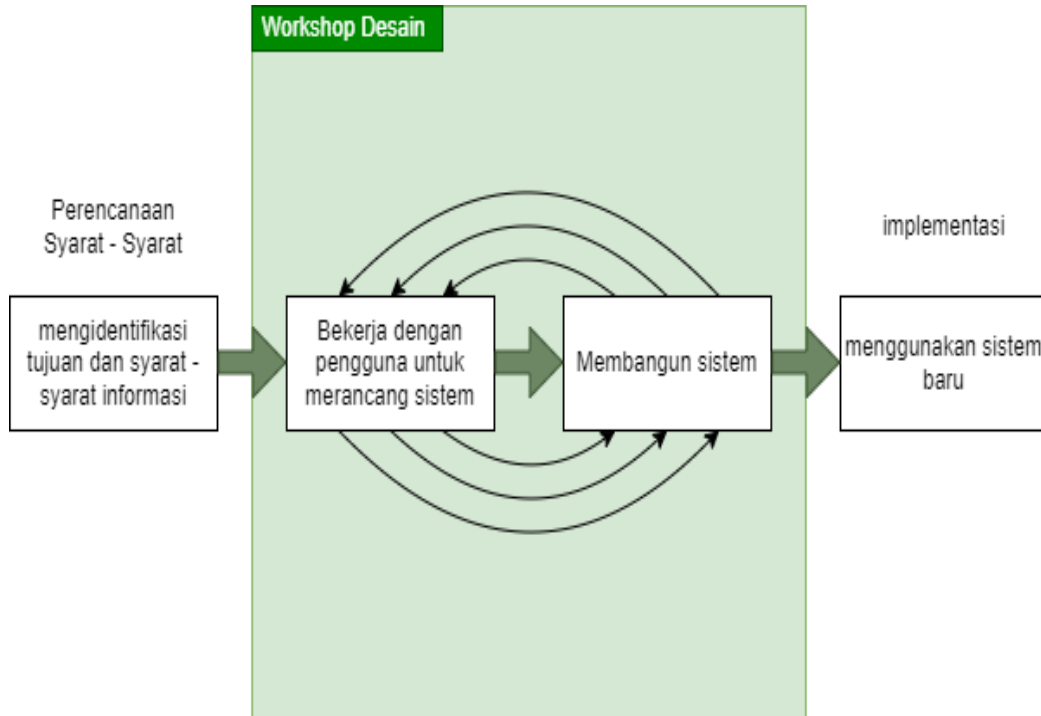 Workshop Desain
Perencanaan
Syarat - Syarat
implementasi
mengidentifikasi
tujuan dan syarat -
syarat informasi
Bekerja dengan
pengguna untuk
merancang sistem
Membangun sistem
menggunakan sistem
baru